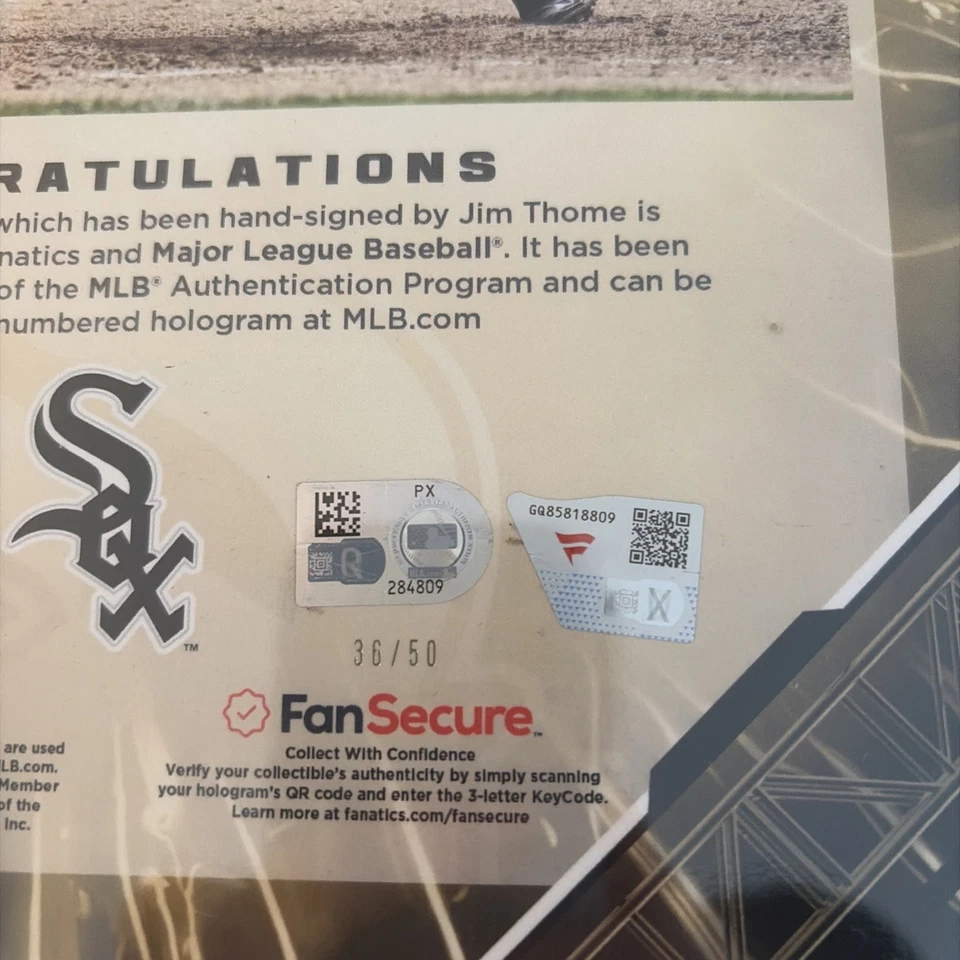 RATULATIONS
which has been hand-signed by Jim Thome is
natics and Major League Baseball®. It has been
of the MLB® Authentication Program and can be
numbered hologram at MLB.com
Sox
TM
PX
284809
GQ85818809
X
36/50
FanSecure™
Collect With Confidence
Verify your collectible's authenticity by simply scanning
your hologram's QR code and enter the 3-letter KeyCode.
Learn more at fanatics.com/fansecure
are used
LB.com.
Member
of the
Inc.